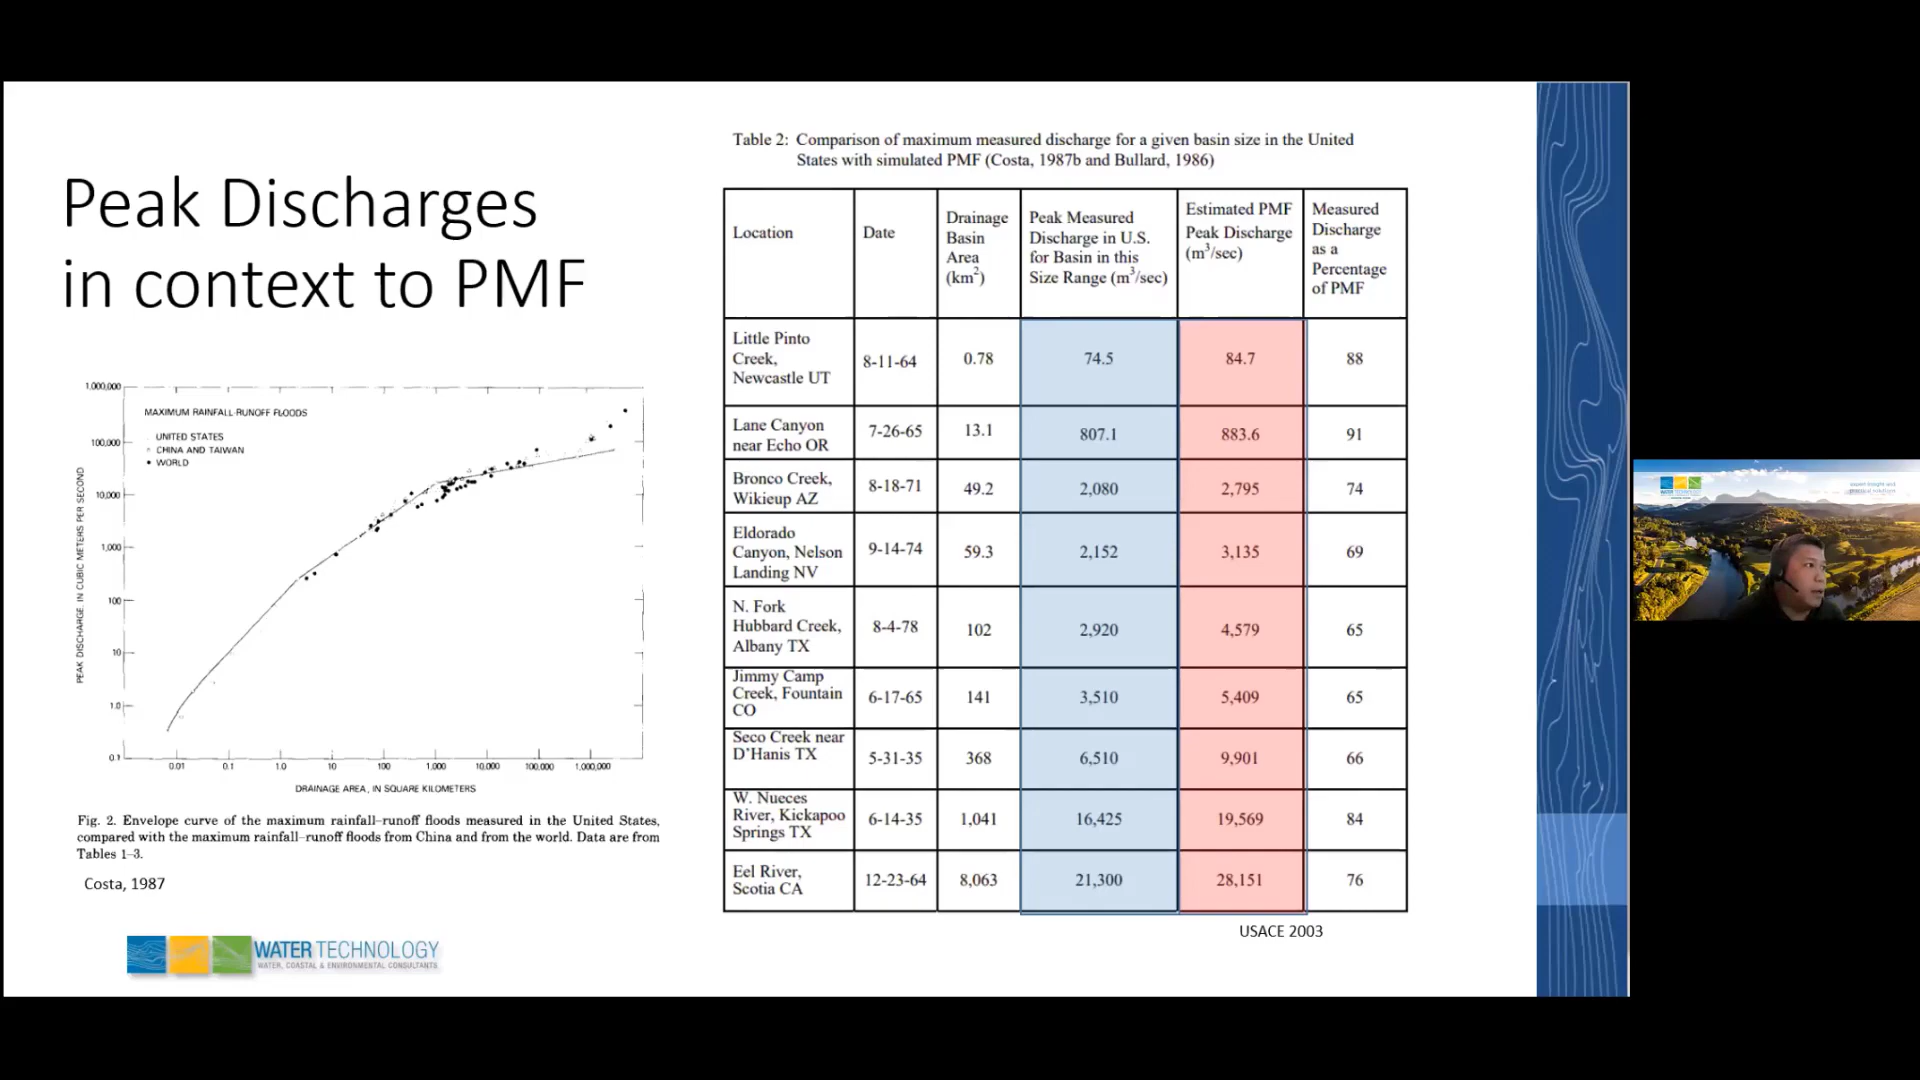 Peak Discharges
in context to PMF
1,000,000
100,000
10,000
1,000
100
10
1.0
0.1
PEAK DISCHARGE, IN CUBIC METERS PER SECOND
MAXIMUM RAINFALL-RUNOFF FLOODS
UNITED STATES
CHINA AND TAIWAN
WORLD
0.01 0.1 1.0 10 100 1,000 10,000 100,000 1,000,000
DRAINAGE AREA, IN SQUARE KILOMETERS
Fig. 2. Envelope curve of the maximum rainfall-runoff floods measured in the United States,
compared with the maximum rainfall-runoff floods from China and from the world. Data are from
Tables 1-3.
Costa, 1987
WATER TECHNOLOGY
WATER, COASTAL & ENVIRONMENTAL CONSULTANTS
Table 2: Comparison of maximum measured discharge for a given basin size in the United
States with simulated PMF (Costa, 1987b and Bullard, 1986)
Location
Date
Drainage
Basin
Area
(km²)
Peak Measured
Discharge in U.S.
for Basin in this
Size Range (m³/sec)
Estimated PMF
Peak Discharge
(m³/sec)
Measured
Discharge
as a
Percentage
of PMF
Little Pinto
Creek,
Newcastle UT
8-11-64
0.78
74.5
84.7
88
Lane Canyon
near Echo OR
7-26-65
13.1
807.1
883.6
91
Bronco Creek,
Wikieup AZ
8-18-71
49.2
2,080
2,795
74
Eldorado
Canyon, Nelson
Landing NV
9-14-74
59.3
2,152
3,135
69
N. Fork
Hubbard Creek,
Albany TX
8-4-78
102
2,920
4,579
65
Jimmy Camp
Creek, Fountain
CO
6-17-65
141
3,510
5,409
65
Seco Creek near
D'Hanis TX
5-31-35
368
6,510
9,901
66
W. Nueces
River, Kickapoo
Springs TX
6-14-35
1,041
16,425
19,569
84
Eel River,
Scotia CA
12-23-64
8,063
21,300
28,151
76
USACE 2003